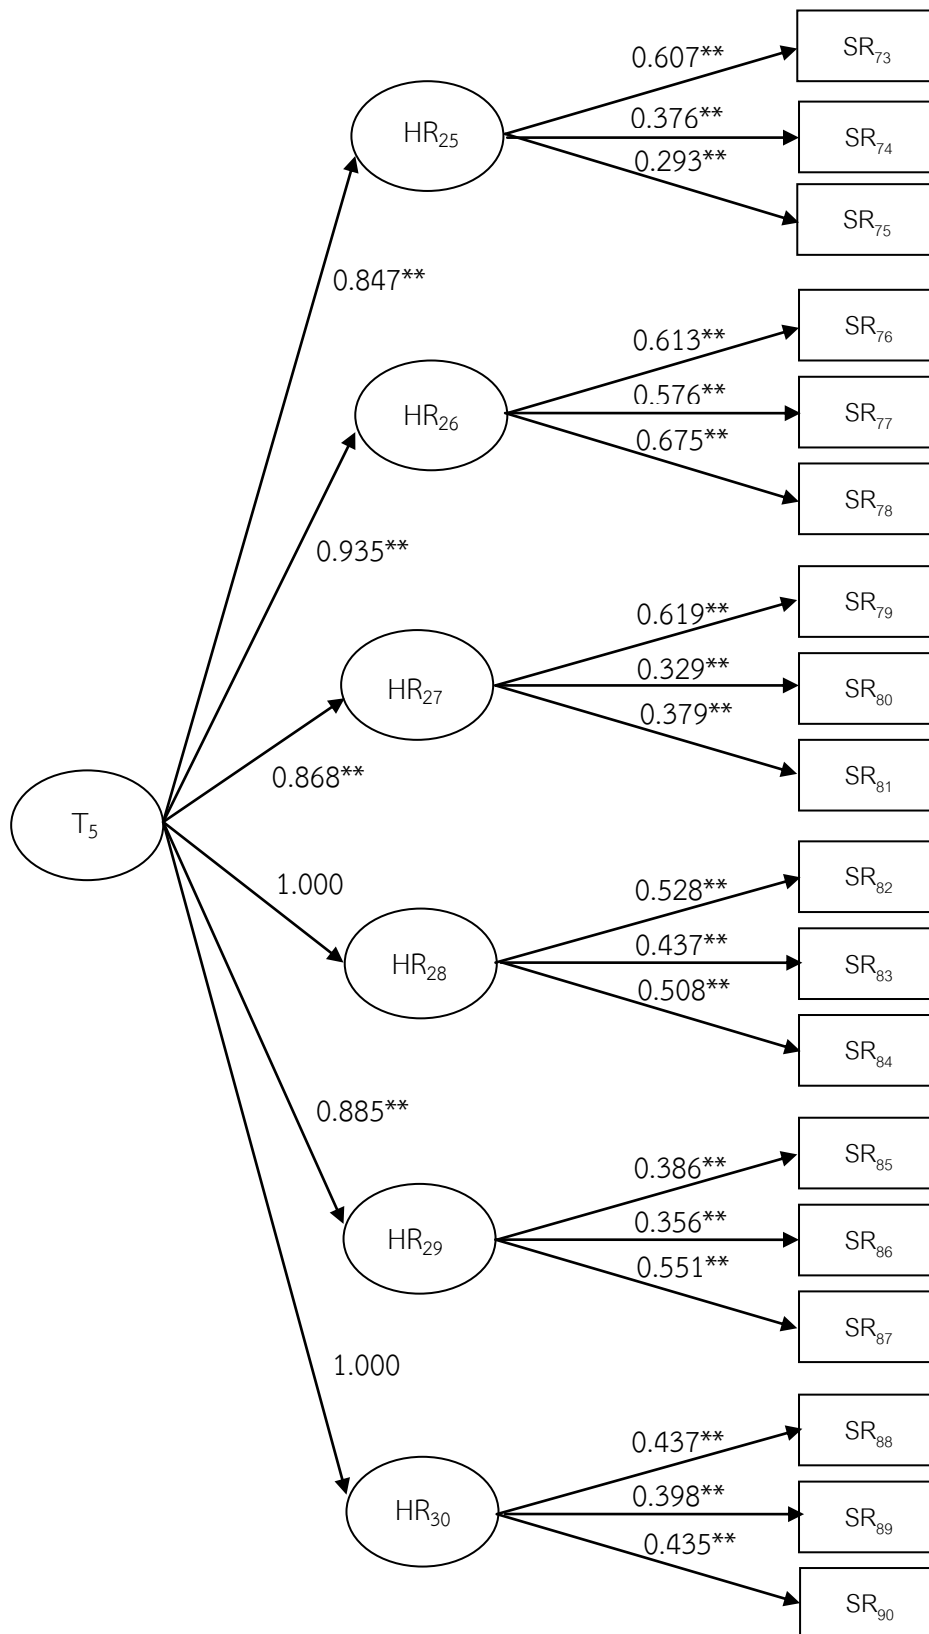 0.607**
SR73
HR25
0.376**
SR74
0.293**
SR75
0.847**
0.613**
SR76
HR26
0.576**
SR77
0.675**
SR78
0.935**
0.619**
SR79
HR27
0.329**
SR80
0.379**
SR81
0.868**
T5
1.000
0.528**
SR82
HR28
0.437**
SR83
0.508**
SR84
0.885**
0.386**
SR85
HR29
0.356**
SR86
0.551**
SR87
1.000
0.437**
SR88
HR30
0.398**
SR89
0.435**
SR90